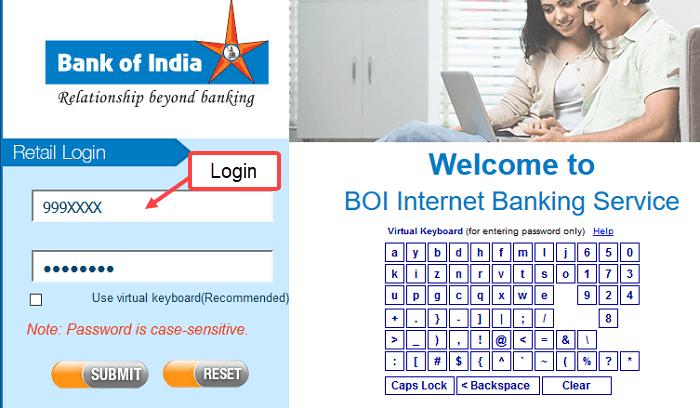 Bank of India
Relationship beyond banking
Retail Login
Login
999XXXX
●●●●●●●●
Use virtual keyboard(Recommended)
Note: Password is case-sensitive.
SUBMIT RESET
Welcome to
BOI Internet Banking Service
Virtual Keyboard (for entering password only) Help
a y b d h f m l j 6 5 0
k i z n r v t s o 1 7 3
u p g c q x w e 9 2 4
+ . } - ] | ; / 8
> _ ) , ! @ < = & \
: [ # $ { ^ ` ~ ( % ? *
Caps Lock < Backspace Clear